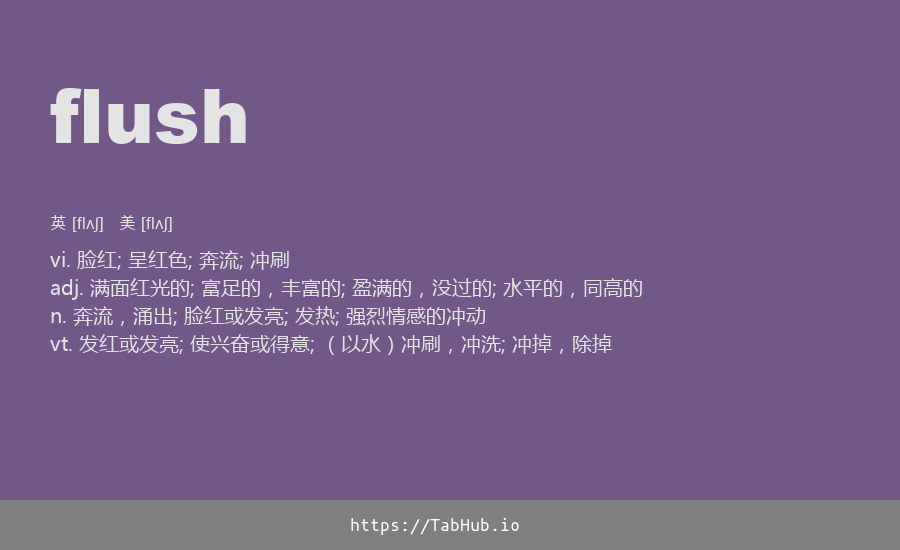 flush
英 [flʌʃ] 美 [flʌʃ]
vi. 脸红; 呈红色; 奔流; 冲刷
adj. 满面红光的; 富足的，丰富的; 盈满的，没过的; 水平的，同高的
n. 奔流，涌出; 脸红或发亮; 发热; 强烈情感的冲动
vt. 发红或发亮; 使兴奋或得意; （以水）冲刷，冲洗; 冲掉，除掉
https://TabHub.io